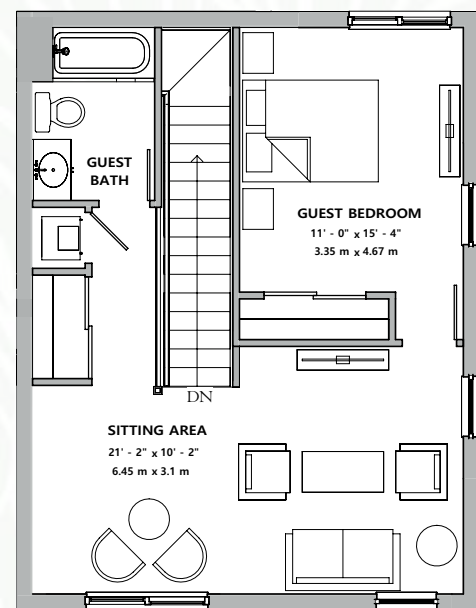 GUEST
BATH
GUEST BEDROOM
11' - 0" x 15' - 4"
3.35 m x 4.67 m
DN
SITTING AREA
21' - 2" x 10' - 2"
6.45 m x 3.1 m